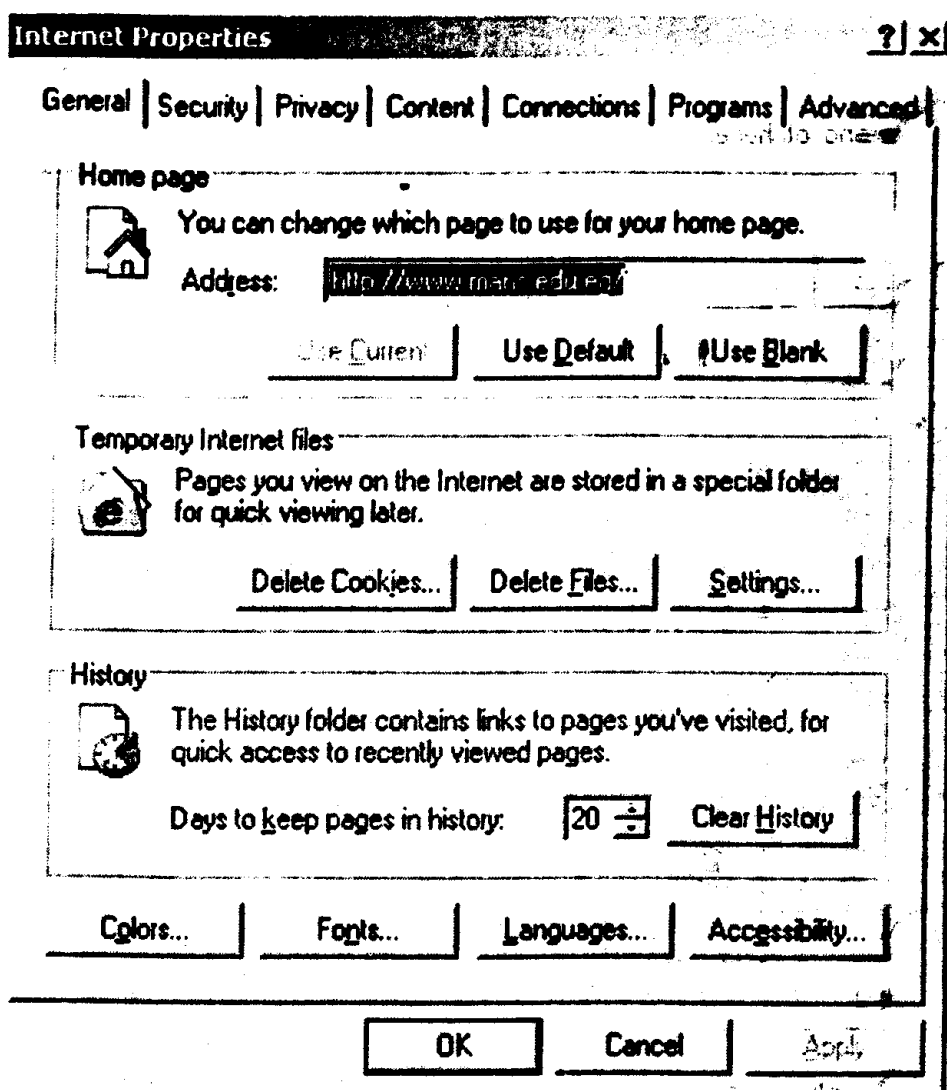 Internet Properties
General Security Privacy Content Connections Programs Advanced
Home page
You can change which page to use for your home page.
Address:
Use Current Use Default Use Blank
Temporary Internet files
Pages you view on the Internet are stored in a special folder
for quick viewing later.
Delete Cookies... Delete Files... Settings...
History
The History folder contains links to pages you've visited, for
quick access to recently viewed pages.
Days to keep pages in history: 20 Clear History
Colors... Fonts... Languages... Accessibility...
OK Cancel Apply